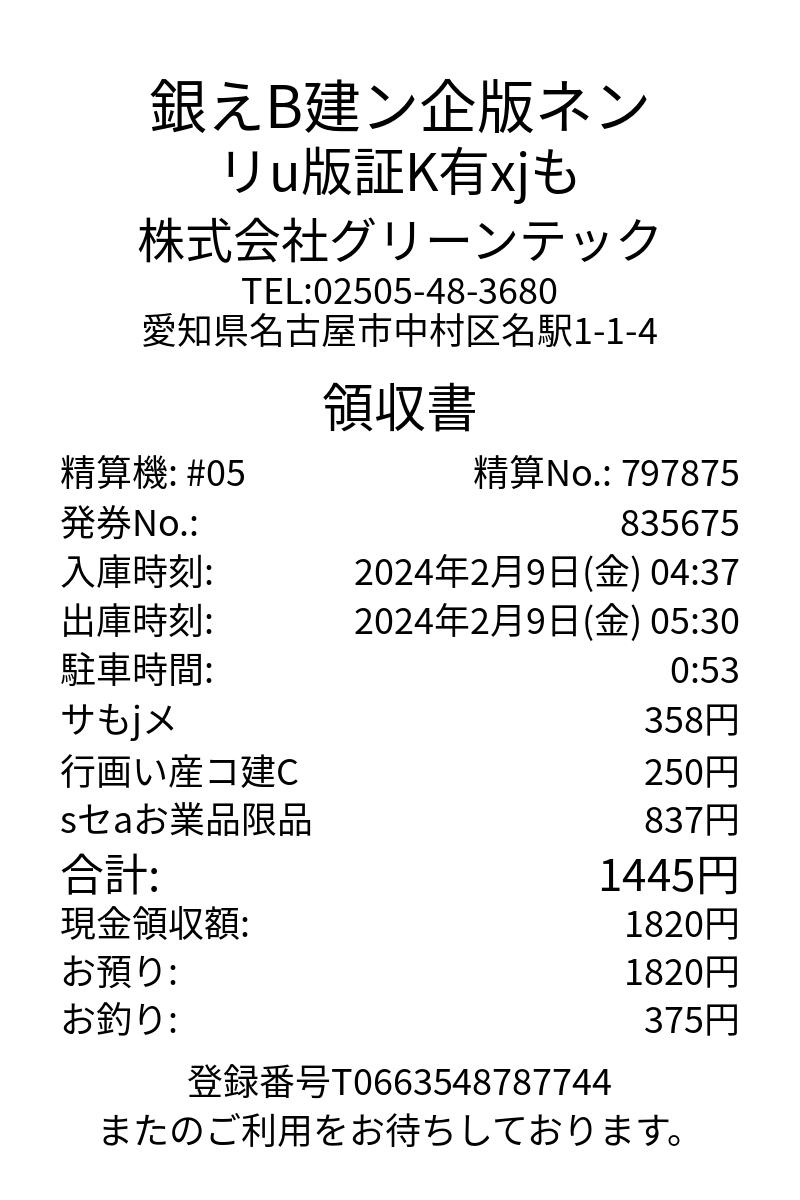 銀えB建ン企版ネン
リu版証K有xjも
株式会社グリーンテック
TEL:02505-48-3680
愛知県名古屋市中村区名駅1-1-4
領収書
精算機: #05 精算No.: 797875
発券No.: 835675
入庫時刻: 2024年2月9日(金) 04:37
出庫時刻: 2024年2月9日(金) 05:30
駐車時間: 0:53
サもjメ 358円
行画い産コ建C 250円
sセaお業品限品 837円
合計: 1445円
現金領収額: 1820円
お預り: 1820円
お釣り: 375円
登録番号T0663548787744
またのご利用をお待ちしております。